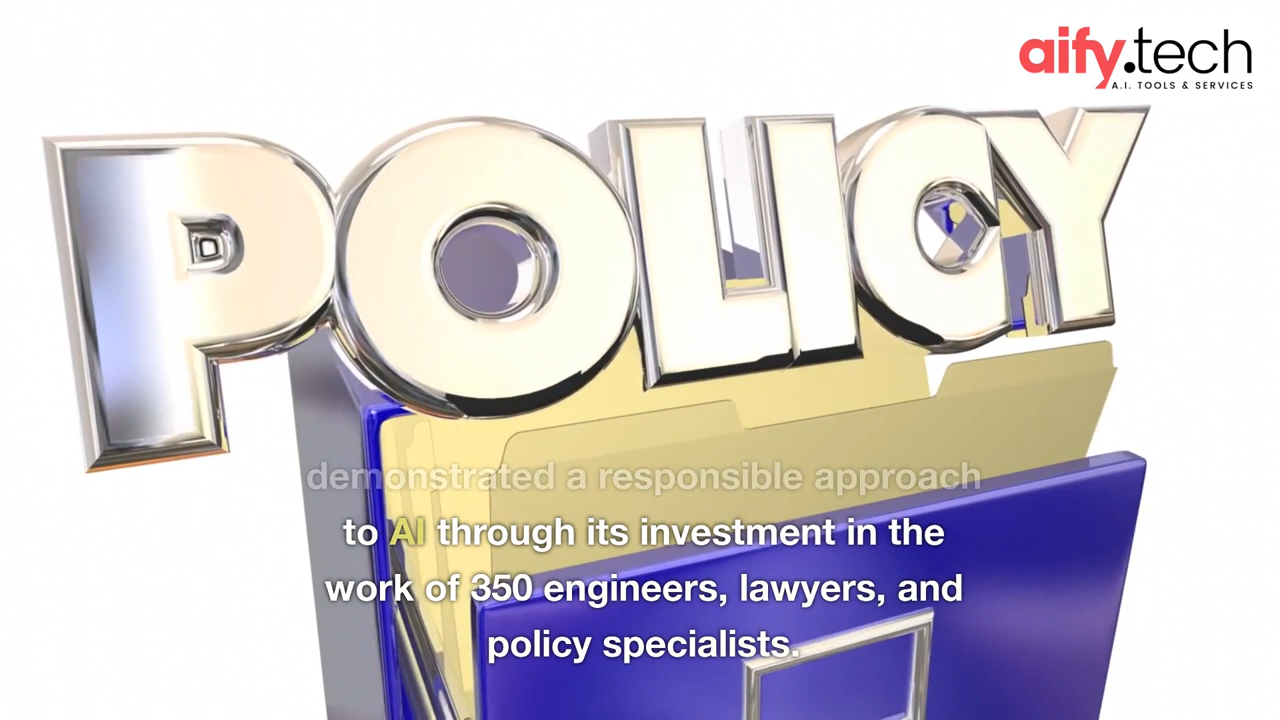 aify.tech
A.I. TOOLS & SERVICES
POLICY
demonstrated a responsible approach
to AI through its investment in the
work of 350 engineers, lawyers, and
policy specialists.